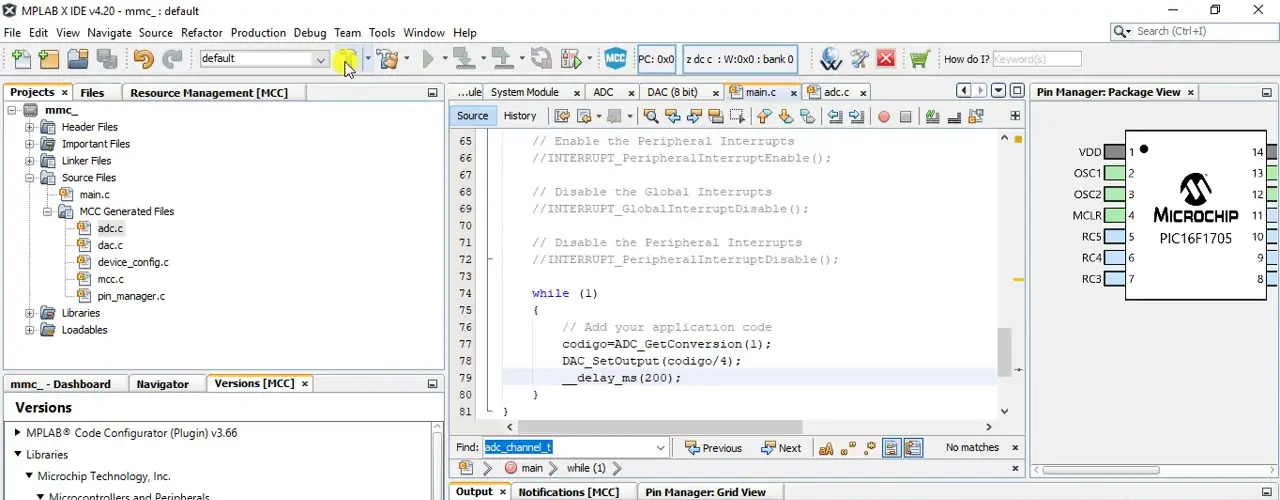 MPLAB X IDE v4.20 - mmc_ : default
File Edit View Navigate Source Refactor Production Debug Team Tools Window Help
Search (Ctrl+I)
default
MCC
PC: 0x0
z dc c : W:0x0 : bank 0
How do I?
Keyword(s)
Projects Files Resource Management [MCC]
mmc_
Header Files
Important Files
Linker Files
Source Files
main.c
MCC Generated Files
adc.c
dac.c
device_config.c
mcc.c
pin_manager.c
Libraries
Loadables
...ule System Module ADC DAC (8 bit) main.c adc.c
Source History
65 // Enable the Peripheral Interrupts
66 //INTERRUPT_PeripheralInterruptEnable();
67
68 // Disable the Global Interrupts
69 //INTERRUPT_GlobalInterruptDisable();
70
71 // Disable the Peripheral Interrupts
72 //INTERRUPT_PeripheralInterruptDisable();
73
74 while (1)
75 {
76 // Add your application code
77 codigo=ADC_GetConversion(1);
78 DAC_SetOutput(codigo/4);
79 __delay_ms(200);
80 }
81 }
Find: adc_channel_t Previous Next No matches
main while (1)
Output Notifications [MCC] Pin Manager: Grid View
Pin Manager: Package View
VDD 1 14
OSC1 2 13
OSC2 3 12
MCLR 4 11
RC5 5 10
RC4 6 9
RC3 7 8
MICROCHIP
PIC16F1705
mmc_ - Dashboard Navigator Versions [MCC]
Versions
MPLAB® Code Configurator (Plugin) v3.66
Libraries
Microchip Technology, Inc.
Microcontrollers and Peripherals